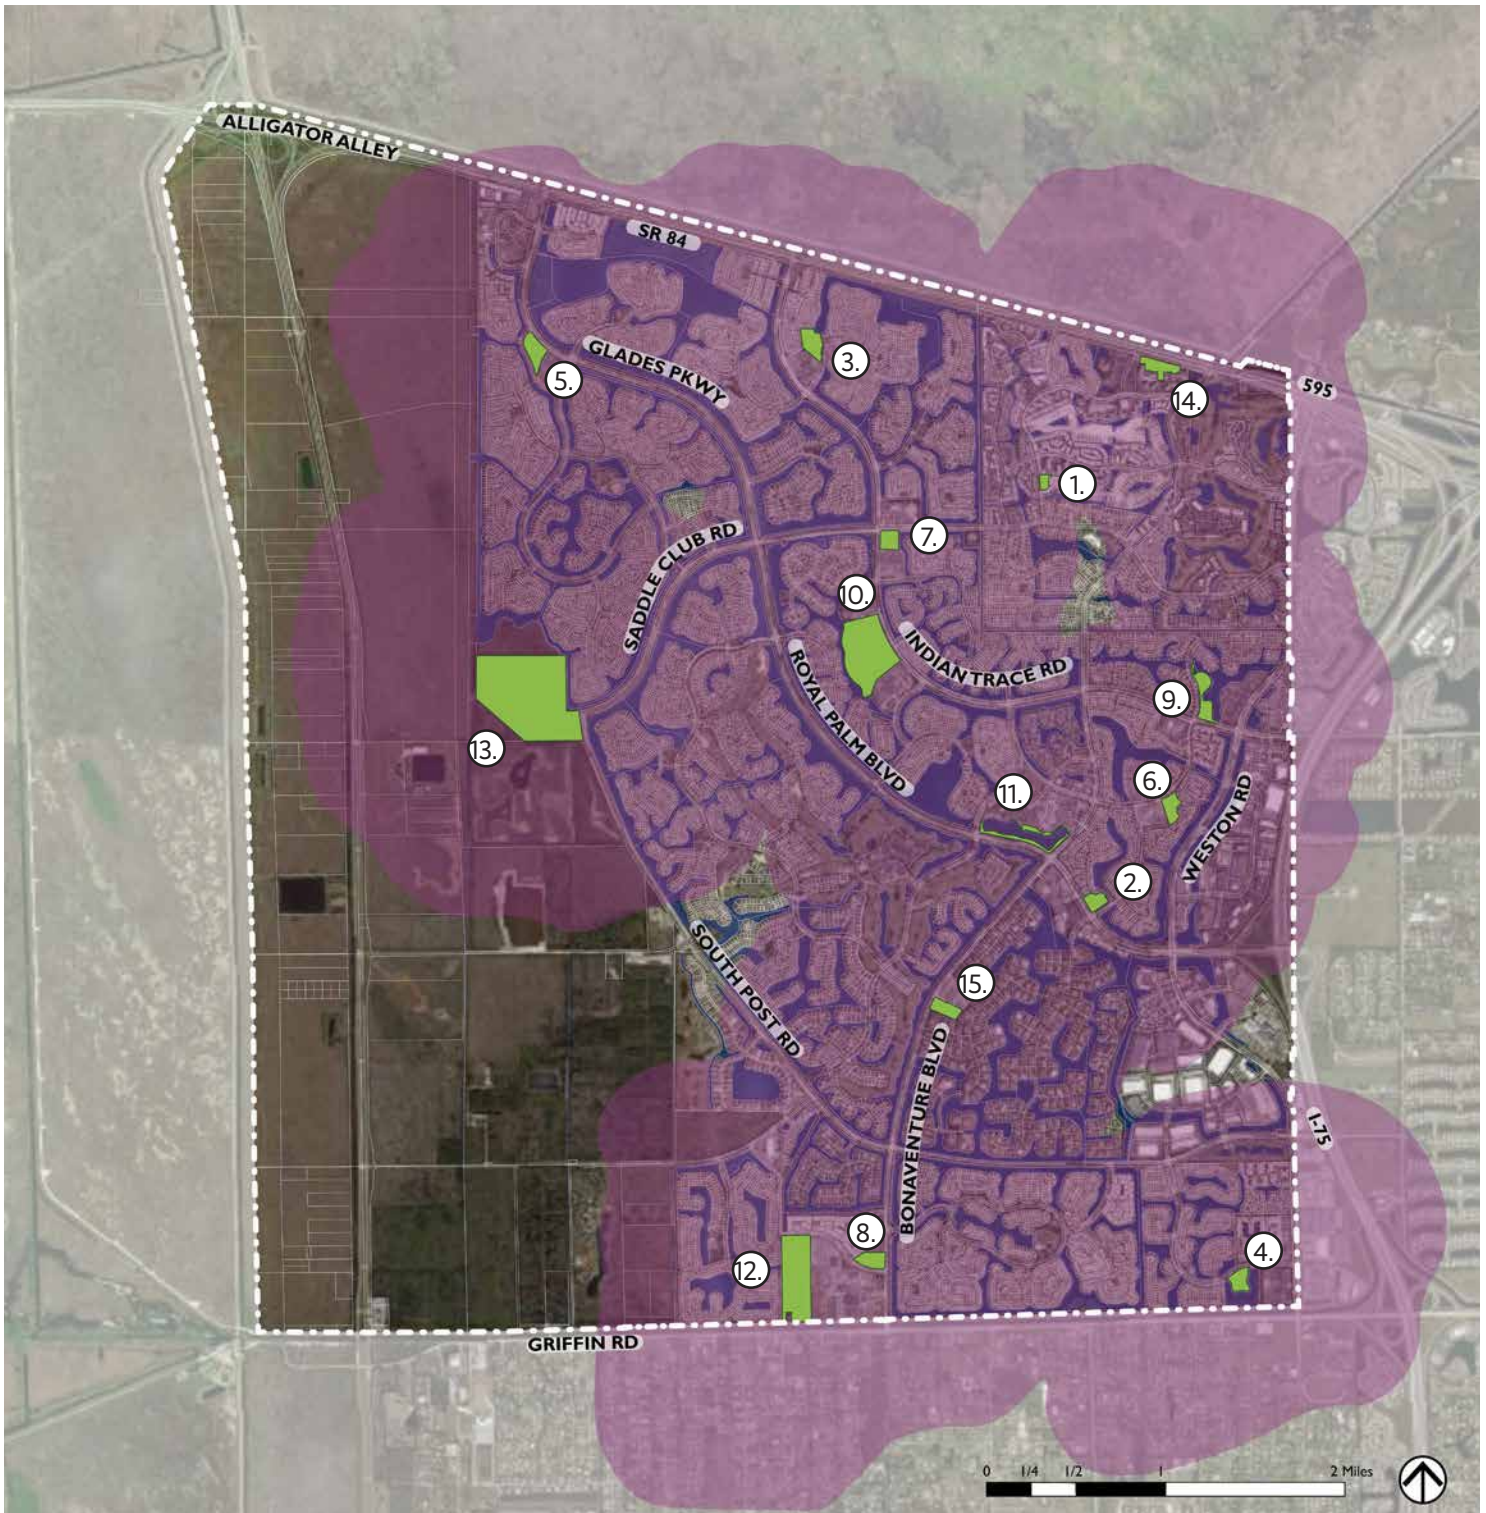 ALLIGATOR ALLEY
SR 84
GLADES PKWY
3.
5.
595
14.
1.
7.
SADDLE CLUB RD
10.
INDIAN TRACE RD
ROYAL PALM BLVD
9.
13.
6.
11.
WESTON RD
2.
SOUTH POST RD
15.
BONAVENTURE BLVD
I-75
8.
12.
4.
GRIFFIN RD
0 1/4 1/2 1 2 Miles